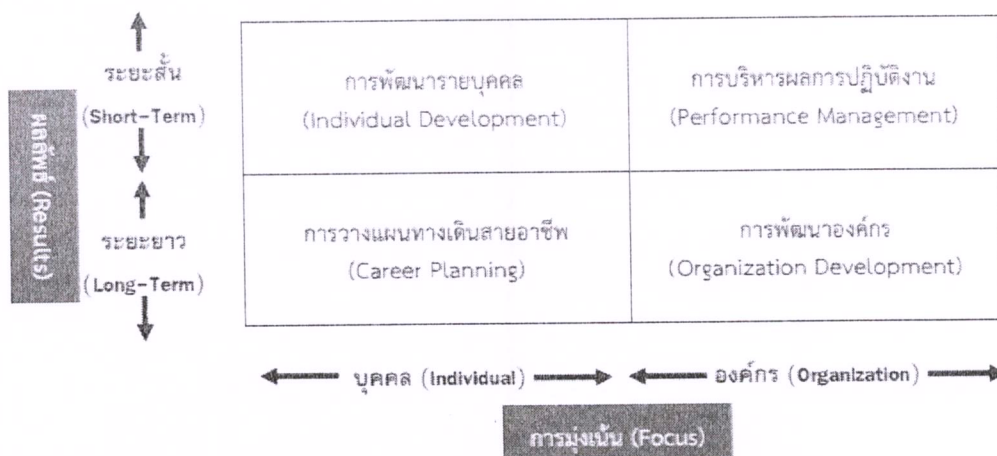 ผลลัพธ์ (Results)
ระยะสั้น
(Short-Term)
ระยะยาว
(Long-Term)
การพัฒนารายบุคคล
(Individual Development)
การบริหารผลการปฏิบัติงาน
(Performance Management)
การวางแผนทางเดินสายอาชีพ
(Career Planning)
การพัฒนาองค์กร
(Organization Development)
บุคคล (Individual)
องค์กร (Organization)
การมุ่งเน้น (Focus)